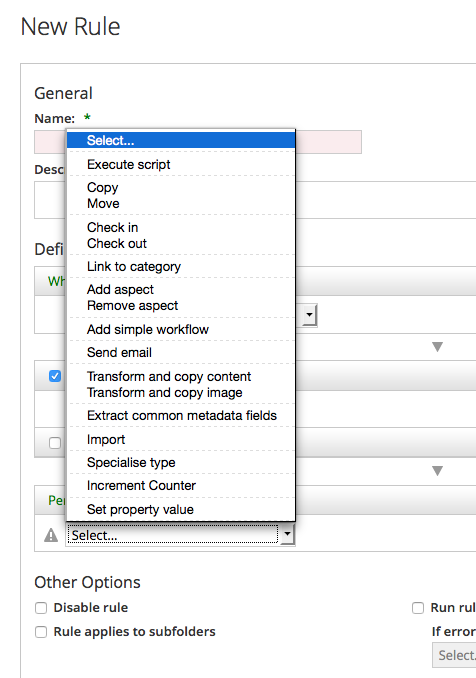 New Rule
General
Name: *
Select...
Execute script
Desc
Copy
Move
Check in
Check out
Defi
Link to category
Wh
Add aspect
Remove aspect
Add simple workflow
Send email
Transform and copy content
Transform and copy image
Extract common metadata fields
Import
Specialise type
Increment Counter
Per
Set property value
Select...
Other Options
Disable rule
Run rul
Rule applies to subfolders
If error
Select.